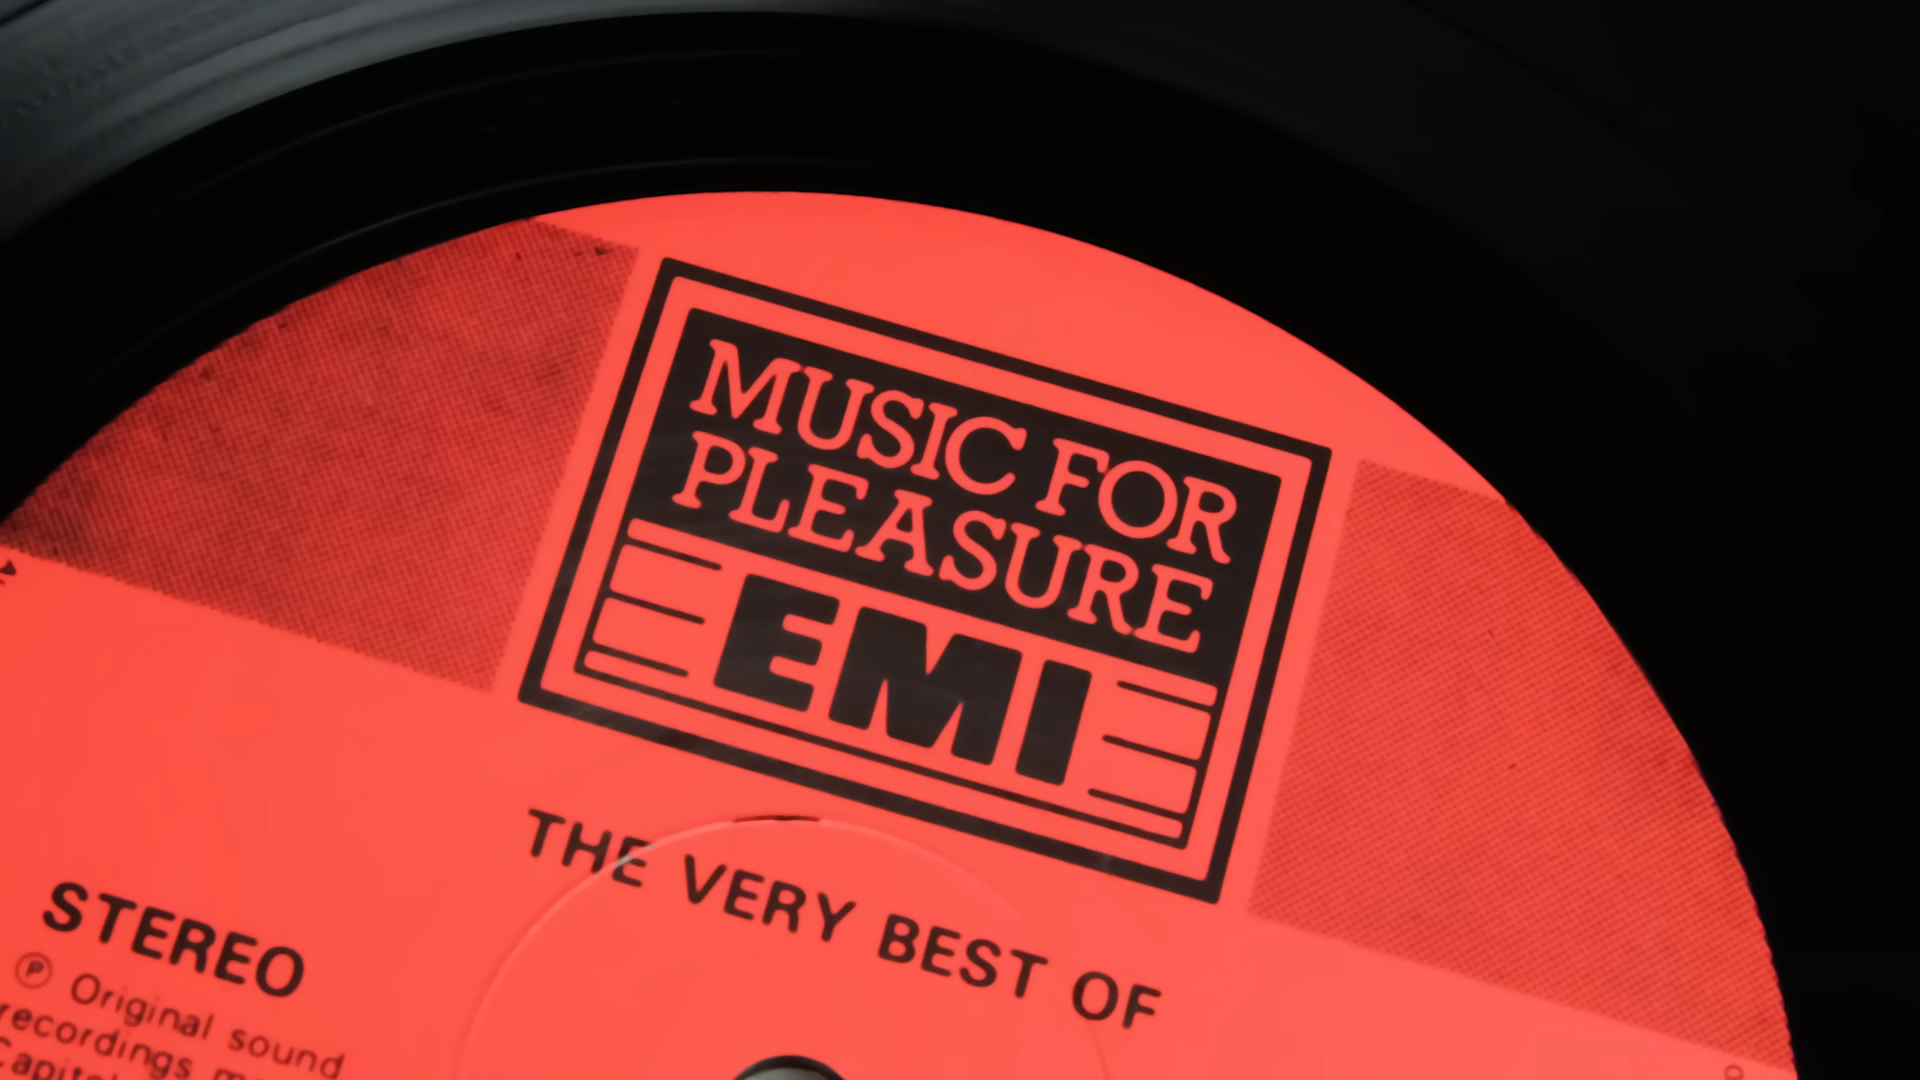 MUSIC FOR
PLEASURE
EMI
THE VERY BEST OF
STEREO
Ⓟ Original sound
recordings